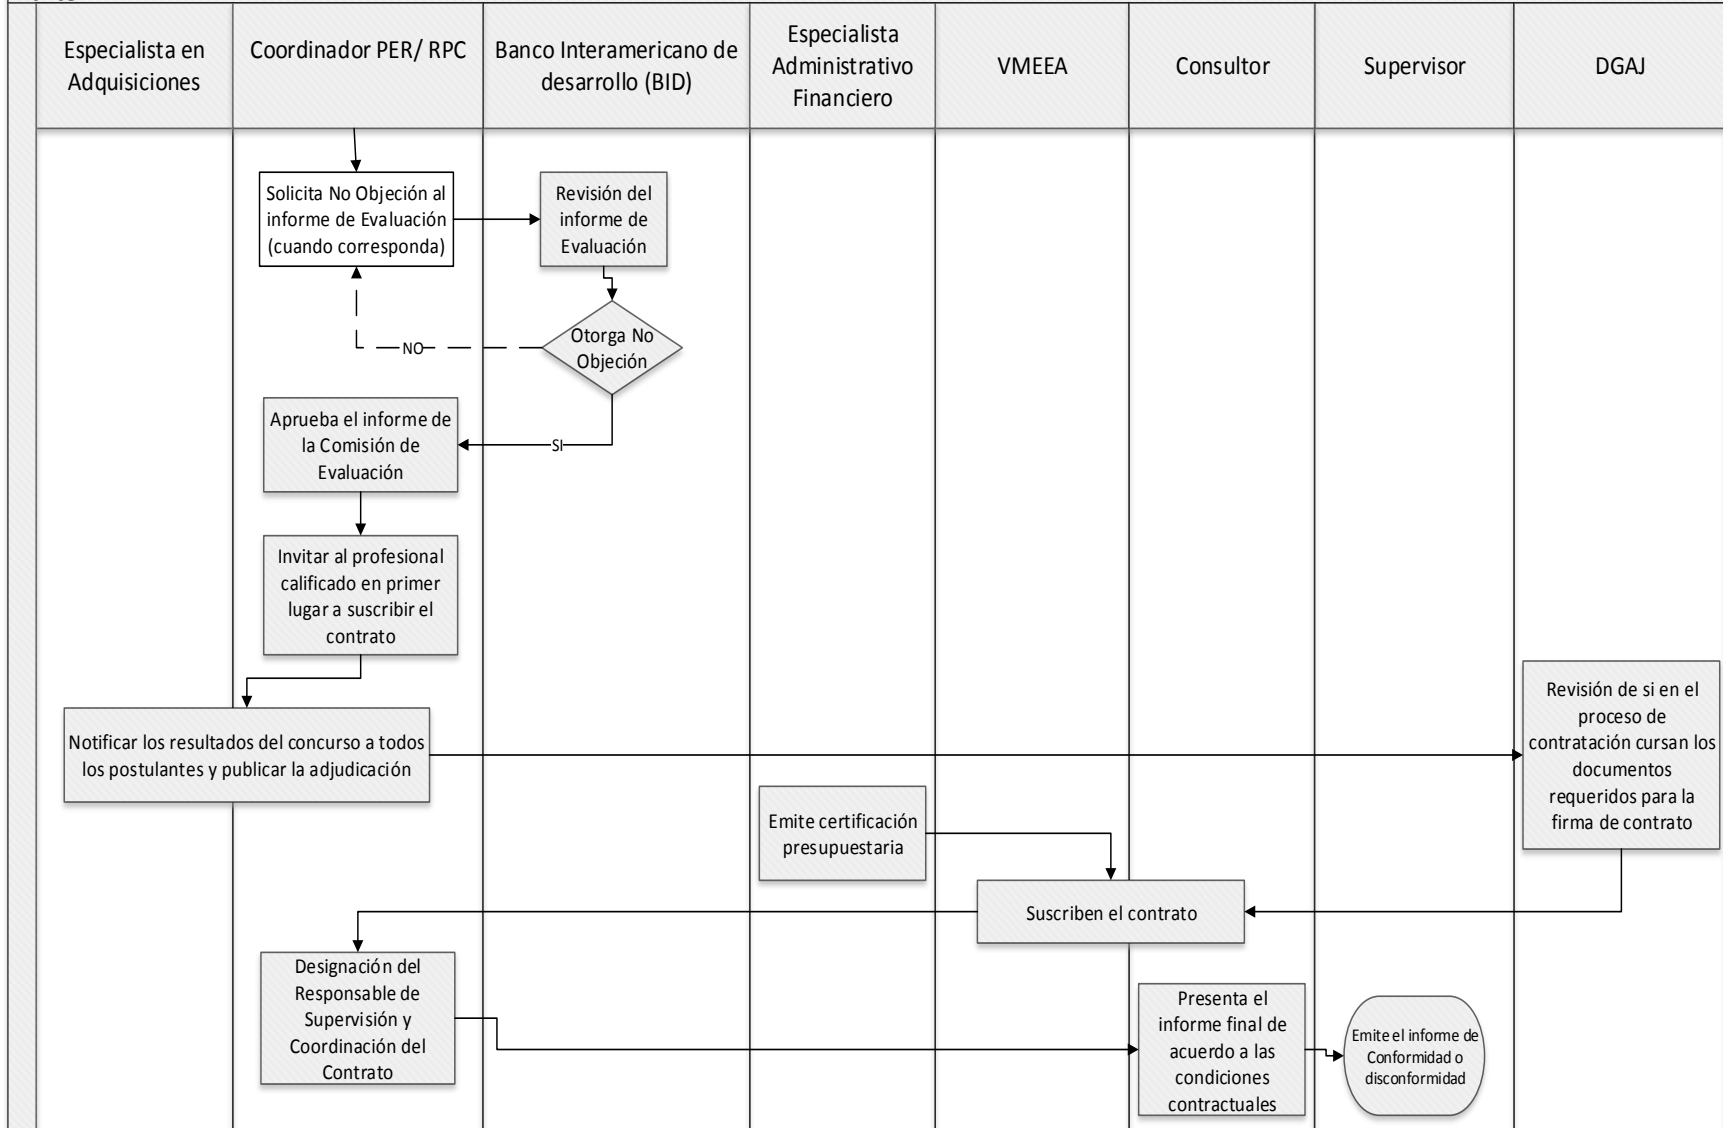 Especialista en
Adquisiciones
Coordinador PER/ RPC
Banco Interamericano de
desarrollo (BID)
Especialista
Administrativo
Financiero
VMEEA
Consultor
Supervisor
DGAJ
Solicita No Objeción al
informe de Evaluación
(cuando corresponda)
Revisión del
informe de
Evaluación
Otorga No
Objeción
NO
SI
Aprueba el informe de
la Comisión de
Evaluación
Invitar al profesional
calificado en primer
lugar a suscribir el
contrato
Notificar los resultados del concurso a todos
los postulantes y publicar la adjudicación
Revisión de si en el
proceso de
contratación cursan los
documentos
requeridos para la
firma de contrato
Emite certificación
presupuestaria
Suscriben el contrato
Designación del
Responsable de
Supervisión y
Coordinación del
Contrato
Presenta el
informe final de
acuerdo a las
condiciones
contractuales
Emite el informe de
Conformidad o
disconformidad